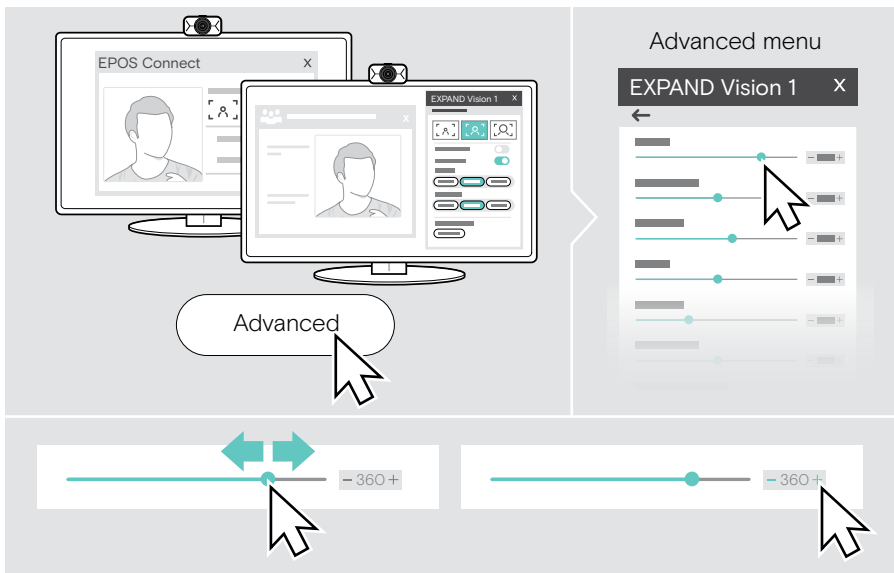 EPOS Connect x
EXPAND Vision 1 x
x
Advanced
Advanced menu
EXPAND Vision 1 x
- +
- +
- +
- +
- +
- +
- 360 +
- 360 +